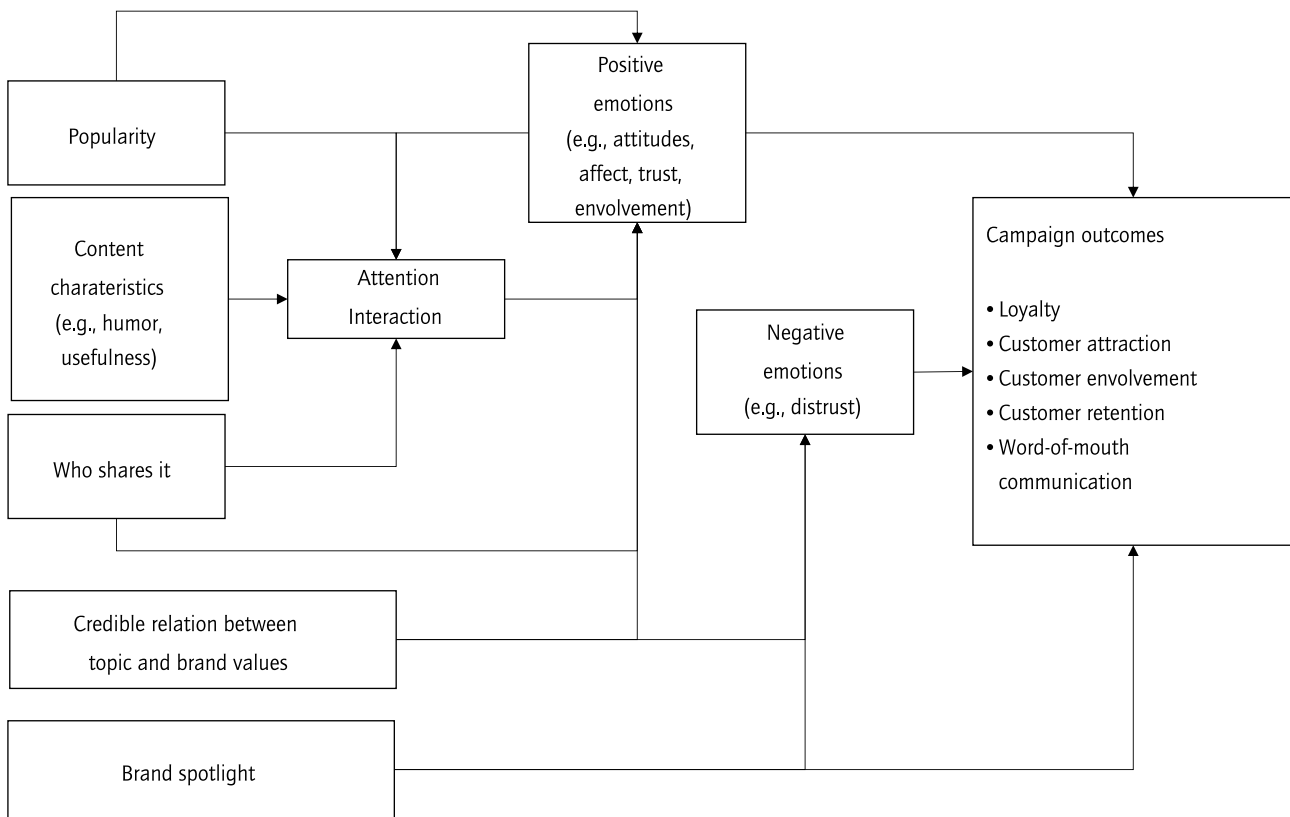 Popularity
Content
charateristics
(e.g., humor,
usefulness)
Who shares it
Credible relation between
topic and brand values
Brand spotlight
Attention
Interaction
Positive
emotions
(e.g., attitudes,
affect, trust,
envolvement)
Negative
emotions
(e.g., distrust)
Campaign outcomes
• Loyalty
• Customer attraction
• Customer envolvement
• Customer retention
• Word-of-mouth
communication